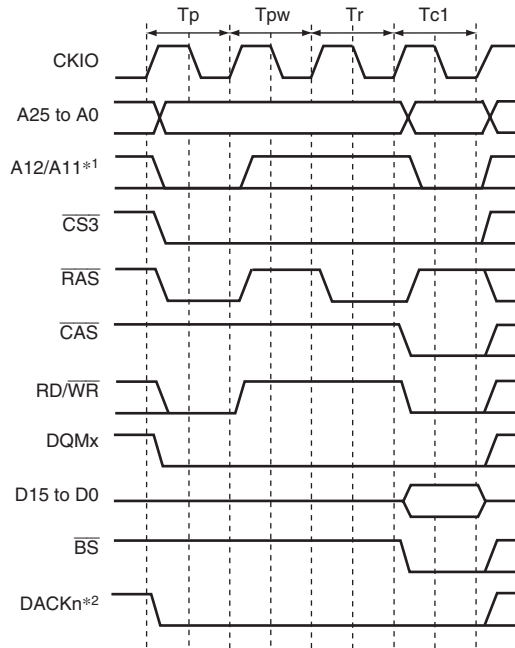 Tp Tpw Tr Tc1
CKIO
A25 to A0
A12/A11*1
CS3
RAS
CAS
RD/WR
DQMx
D15 to D0
BS
DACKn*2